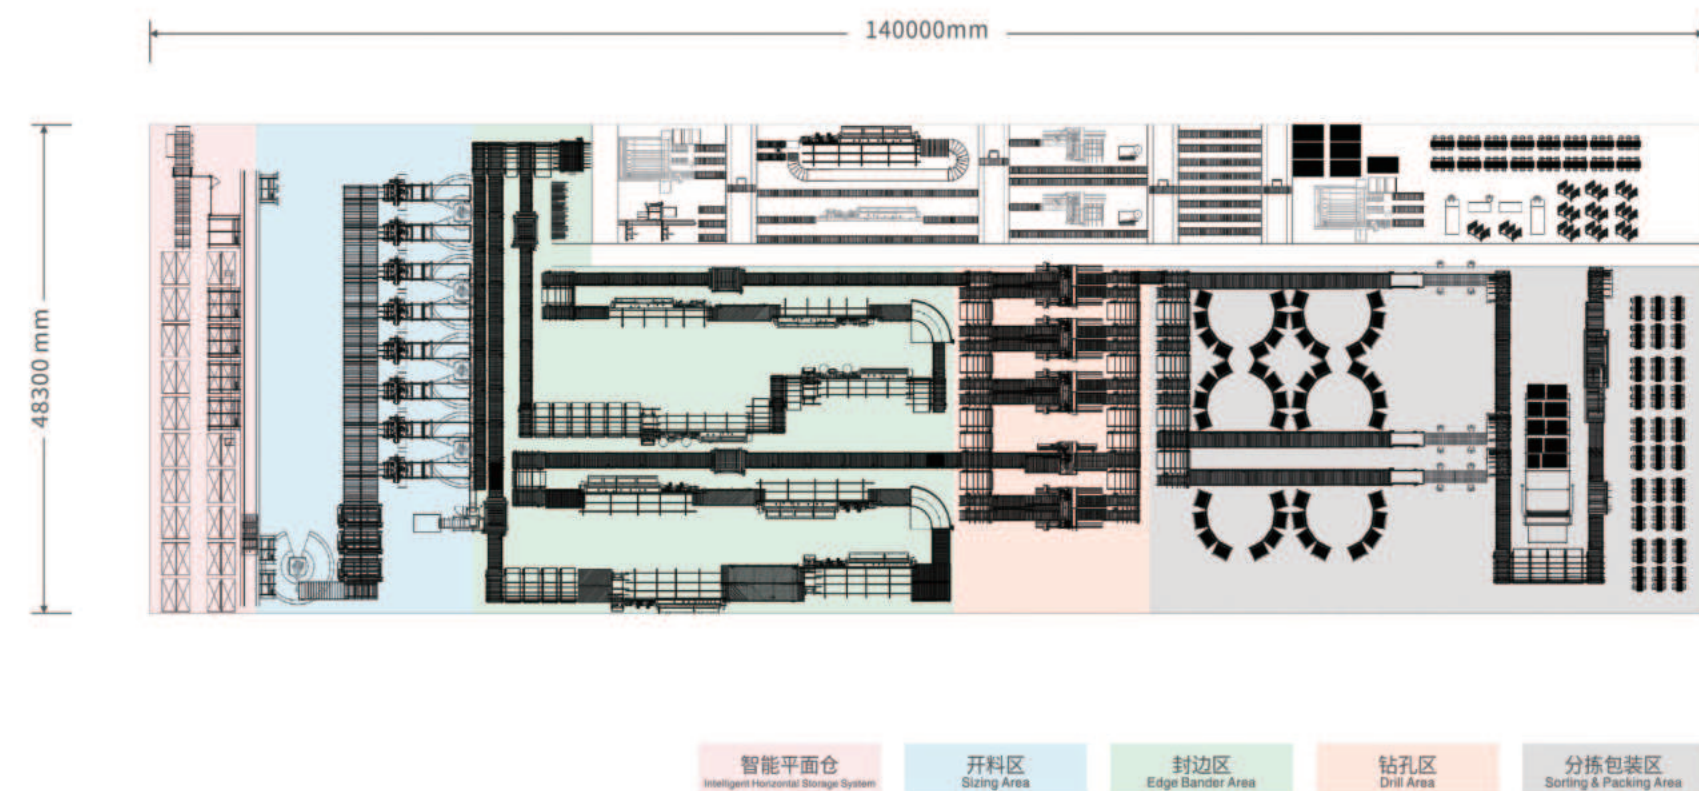 140000mm
48300 mm
智能平面仓
Intelligent Horizontal Storage System
开料区
Sizing Area
封边区
Edge Bander Area
钻孔区
Drill Area
分拣包装区
Sorting & Packing Area